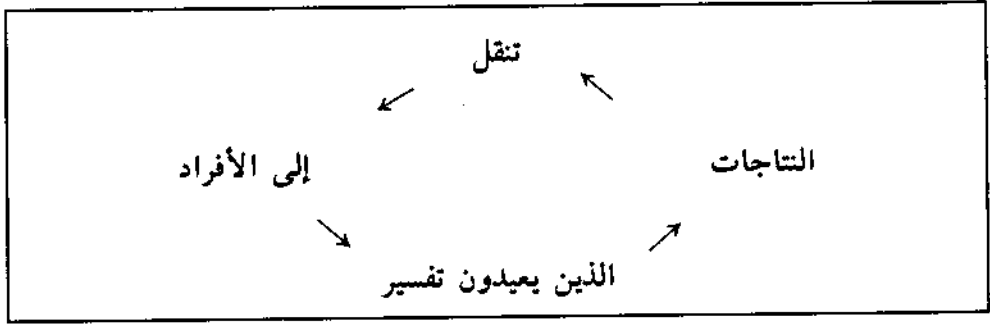 تنقل
النتاجات
إلى الأفراد
الذين يعيدون تفسير